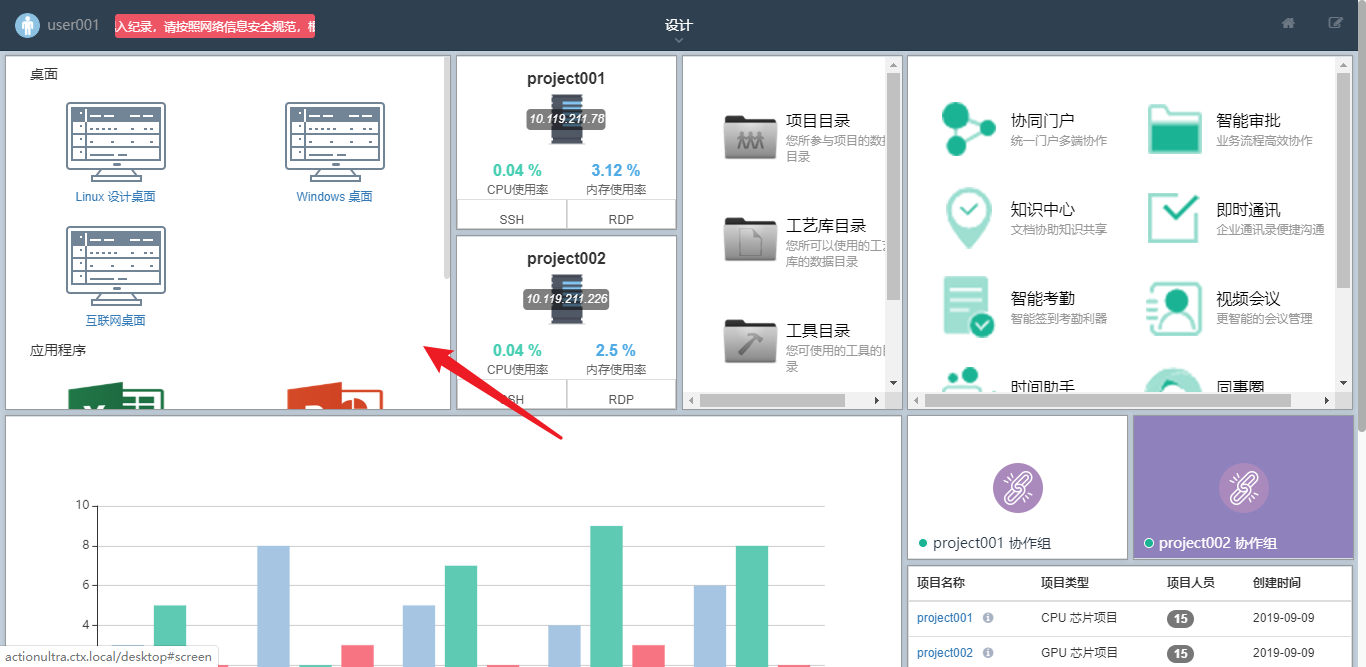 user001
入纪录，请按照网络信息安全规范，
设计
桌面
Linux 设计桌面
Windows 桌面
互联网桌面
应用程序
project001
10.119.211.78
0.04 %
3.12 %
CPU使用率
内存使用率
SSH
RDP
project002
10.119.211.226
0.04 %
2.5 %
CPU使用率
内存使用率
SSH
RDP
项目目录
您所参与项目的数据
目录
工艺库目录
您所可以使用的工艺
库的数据目录
工具目录
您可使用的工具的目
录
协同门户
统一门户多端协作
智能审批
业务流程高效协作
知识中心
文档协助知识共享
即时通讯
企业通讯录便捷沟通
智能考勤
智能签到考勤利器
视频会议
更智能的会议管理
时间助手
同事圈
10
8
6
4
project001 协作组
project002 协作组
项目名称
项目类型
项目人员
创建时间
project001
CPU 芯片项目
15
2019-09-09
project002
GPU 芯片项目
15
2019-09-09
actionultra.ctx.local/desktop#screen